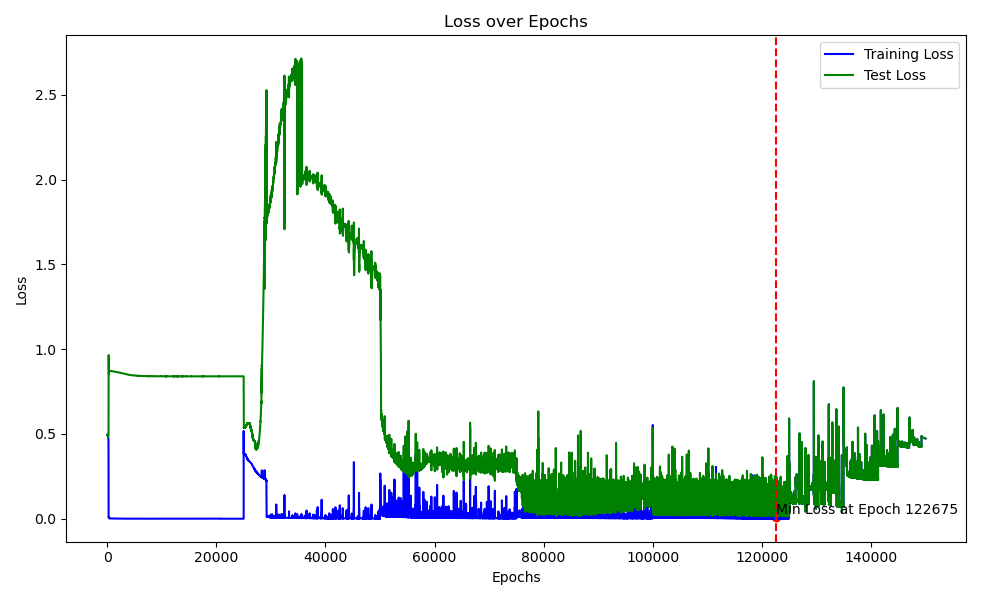 Loss over Epochs
Training Loss
Test Loss
2.5
2.0
1.5
1.0
0.5
0.0
Loss
Min Loss at Epoch 122675
0 20000 40000 60000 80000 100000 120000 140000
Epochs